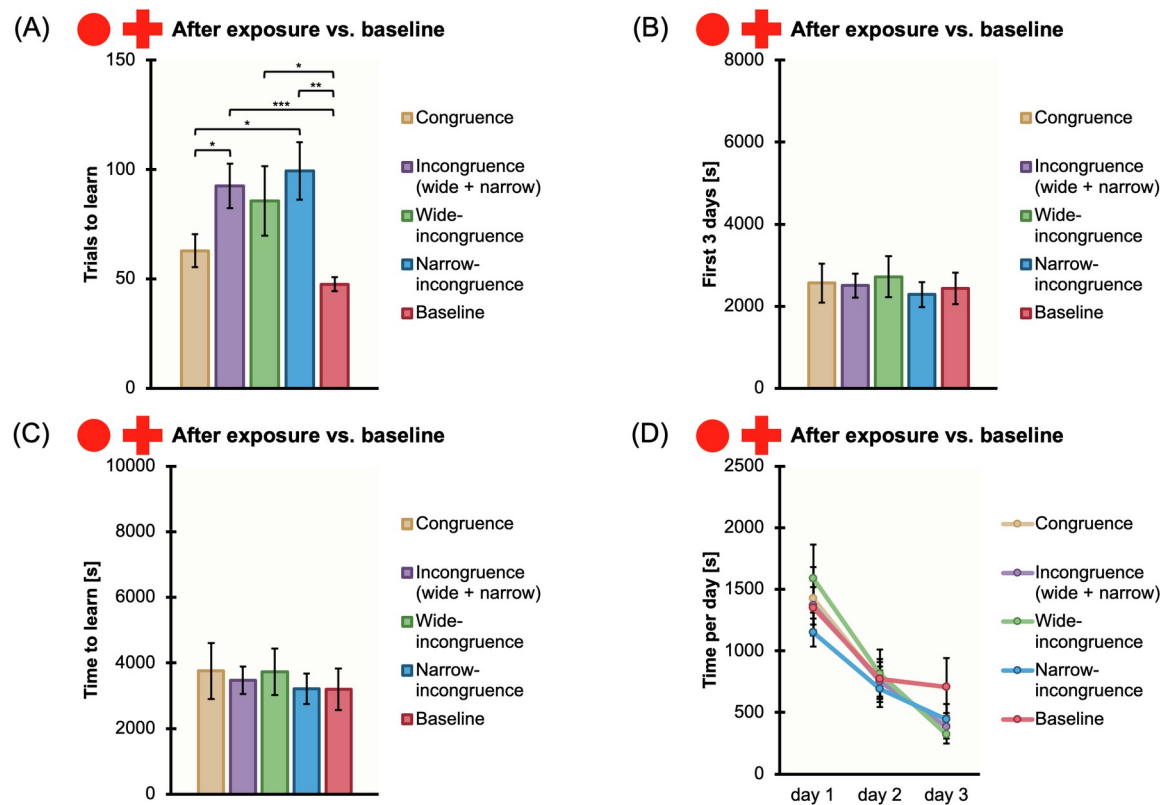 (A) After exposure vs. baseline
150
100
50
0
Trials to learn
*
**
***
*
*
Congruence
Incongruence
(wide + narrow)
Wide-
incongruence
Narrow-
incongruence
Baseline
(B) After exposure vs. baseline
8000
6000
4000
2000
0
First 3 days [s]
Congruence
Incongruence
(wide + narrow)
Wide-
incongruence
Narrow-
incongruence
Baseline
(C) After exposure vs. baseline
10000
8000
6000
4000
2000
0
Time to learn [s]
Congruence
Incongruence
(wide + narrow)
Wide-
incongruence
Narrow-
incongruence
Baseline
(D) After exposure vs. baseline
2500
2000
1500
1000
500
0
Time per day [s]
day 1 day 2 day 3
Congruence
Incongruence
(wide + narrow)
Wide-
incongruence
Narrow-
incongruence
Baseline